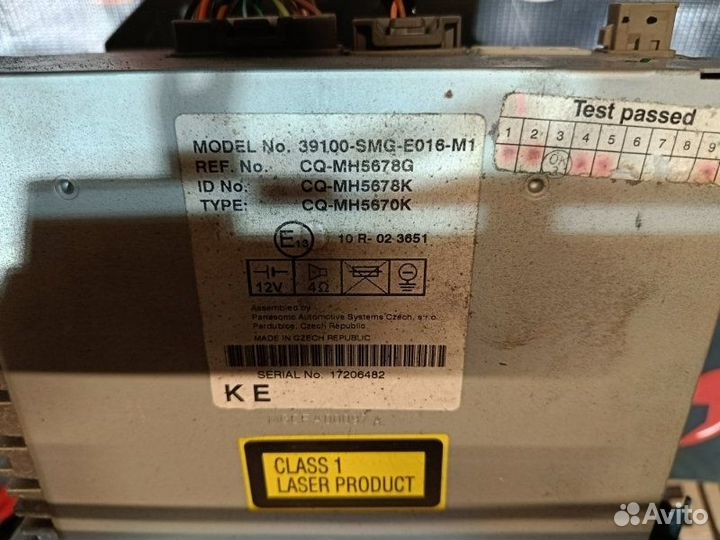 Test passed
1 2 3 4 5 6 7 8 9
OK
MODEL No. 39100-SMG-E016-M1
REF. No. CQ-MH5678G
ID No: CQ-MH5678K
TYPE: CQ-MH5670K
E13 10 R- 02 3651
12V 4Ω
Assembled by
Panasonic Automotive Systems Czech, s.r.o.
Pardubice, Czech Republic
MADE IN CZECH REPUBLIC
SERIAL No. 17206482
K E
CLASS 1
LASER PRODUCT
Avito